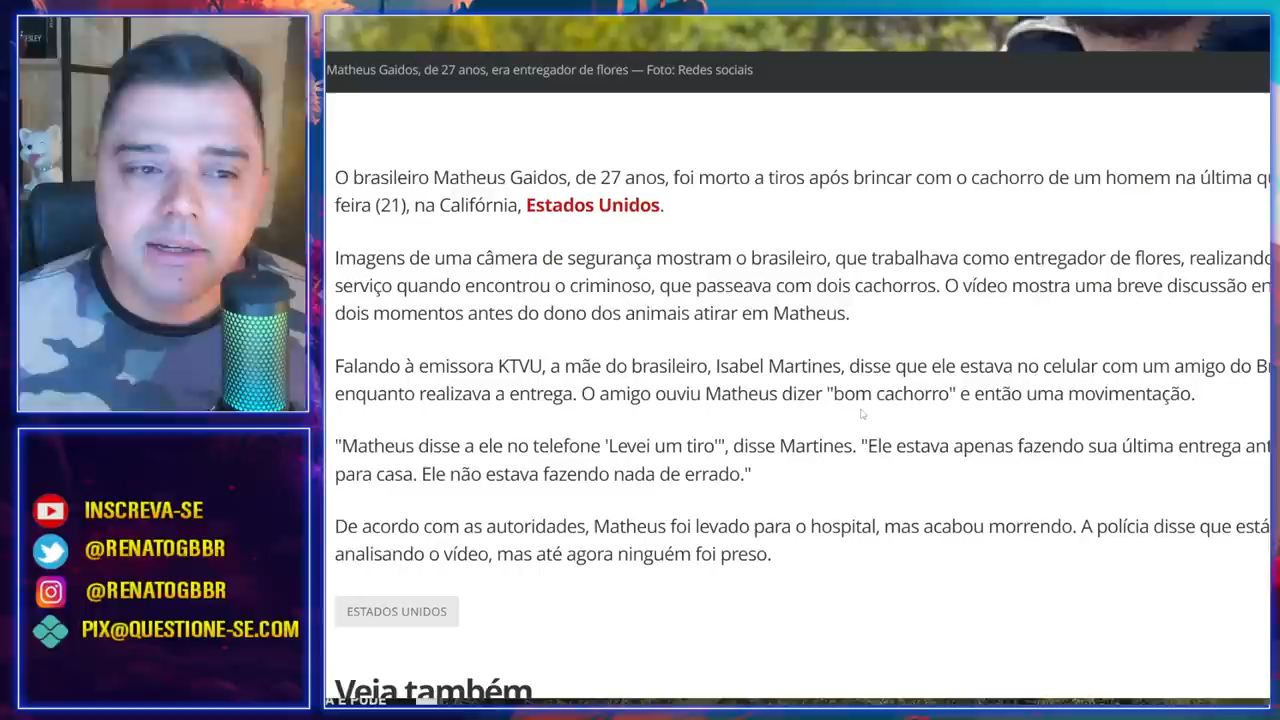 Matheus Gaidos, de 27 anos, era entregador de flores — Foto: Redes sociais
O brasileiro Matheus Gaidos, de 27 anos, foi morto a tiros após brincar com o cachorro de um homem na última
feira (21), na Califórnia, Estados Unidos.
Imagens de uma câmera de segurança mostram o brasileiro, que trabalhava como entregador de flores, realizando
serviço quando encontrou o criminoso, que passeava com dois cachorros. O vídeo mostra uma breve discussão
dois momentos antes do dono dos animais atirar em Matheus.
Falando à emissora KTVU, a mãe do brasileiro, Isabel Martines, disse que ele estava no celular com um amigo do
enquanto realizava a entrega. O amigo ouviu Matheus dizer "bom cachorro" e então uma movimentação.
"Matheus disse a ele no telefone 'Levei um tiro'", disse Martines. "Ele estava apenas fazendo sua última entrega
para casa. Ele não estava fazendo nada de errado."
De acordo com as autoridades, Matheus foi levado para o hospital, mas acabou morrendo. A polícia disse que está
analisando o vídeo, mas até agora ninguém foi preso.
ESTADOS UNIDOS
Veja também
INSCREVA-SE
@RENATOGBBR
@RENATOGBBR
PIX@QUESTIONE-SE.COM